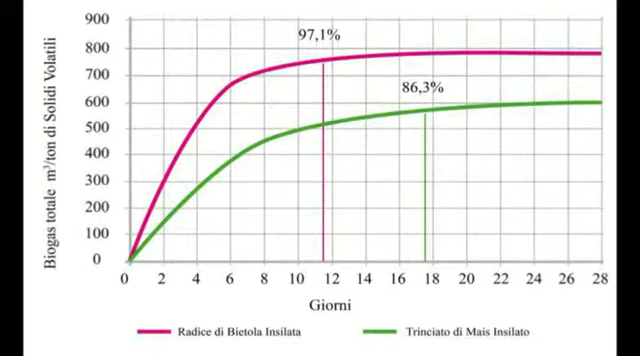 Biogas totale m³/ton di Solidi Volatili
900
800
700
600
500
400
300
200
100
0
97,1%
86,3%
0 2 4 6 8 10 12 14 16 18 20 22 24 26 28
Giorni
Radice di Bietola Insilata
Trinciato di Mais Insilato